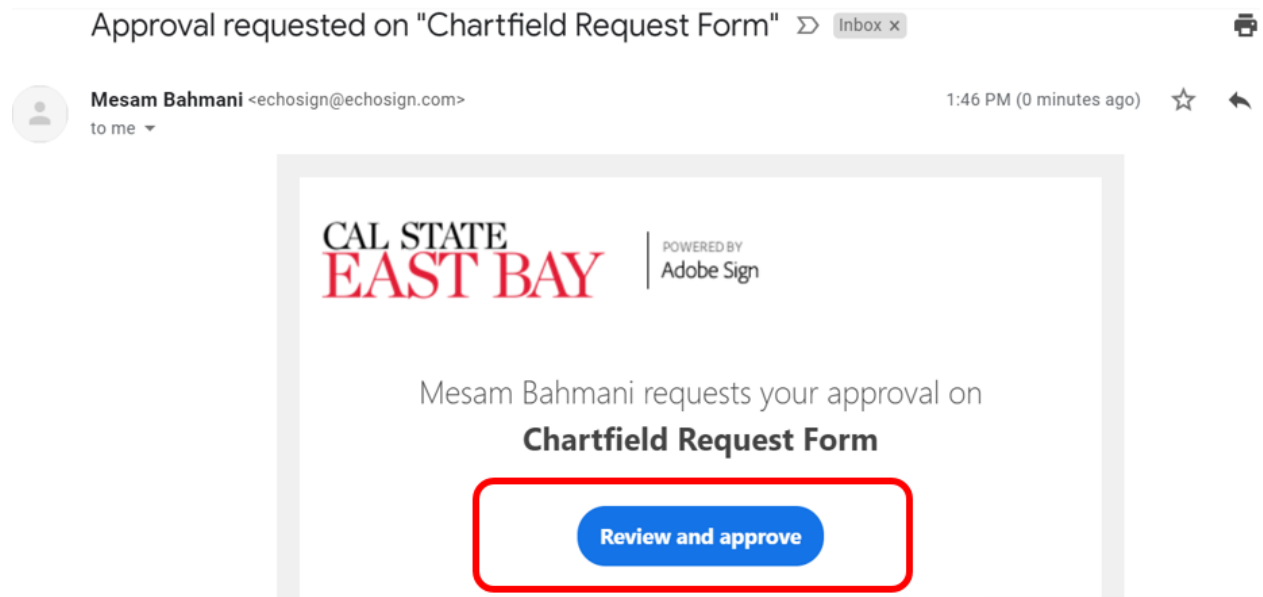 Approval requested on "Chartfield Request Form" Inbox x
Mesam Bahmani <echosign@echosign.com> 1:46 PM (0 minutes ago)
to me
CAL STATE
EAST BAY
POWERED BY
Adobe Sign
Mesam Bahmani requests your approval on
Chartfield Request Form
Review and approve